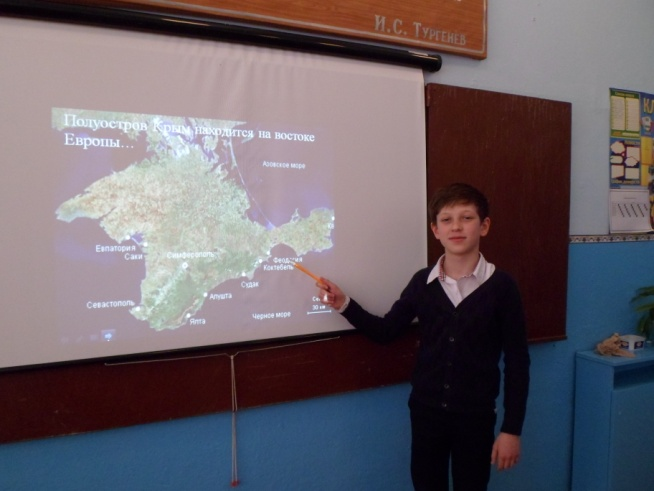 И.С. ТУРГЕНЕВ
Полуостров Крым находится на востоке
Европы…
Азовское море
Евпатория
Саки
Симферополь
Феодосия
Коктебель
Судак
Севастополь
Алушта
Ялта
Черное море